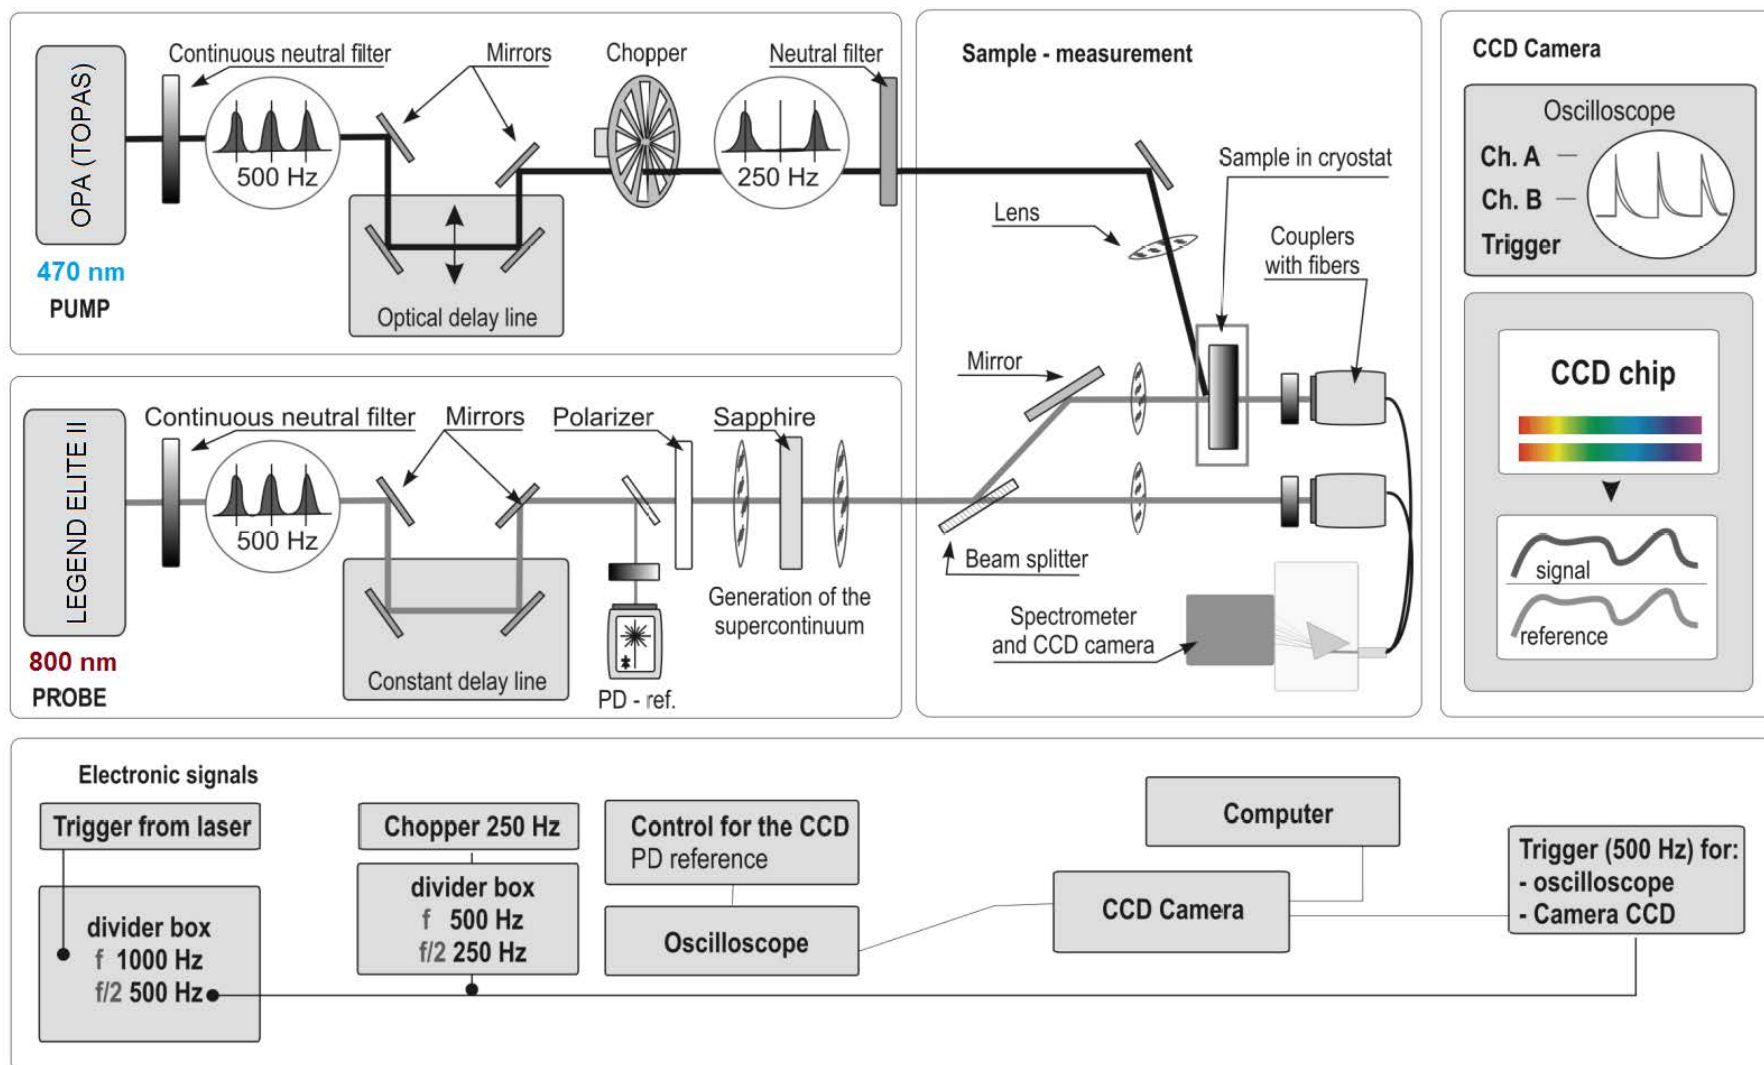 OPA (TOPAS)
470 nm
PUMP
Continuous neutral filter
500 Hz
Mirrors
Optical delay line
Chopper
250 Hz
Neutral filter
LEGEND ELITE II
800 nm
PROBE
Continuous neutral filter
500 Hz
Mirrors
Constant delay line
Polarizer
PD - ref.
Sapphire
Generation of the
supercontinuum
Sample - measurement
Sample in cryostat
Lens
Couplers
with fibers
Mirror
Beam splitter
Spectrometer
and CCD camera
CCD Camera
Oscilloscope
Ch. A
Ch. B
Trigger
CCD chip
signal
reference
Electronic signals
Trigger from laser
divider box
f 1000 Hz
f/2 500 Hz
Chopper 250 Hz
divider box
f 500 Hz
f/2 250 Hz
Control for the CCD
PD reference
Oscilloscope
Computer
CCD Camera
Trigger (500 Hz) for:
- oscilloscope
- Camera CCD